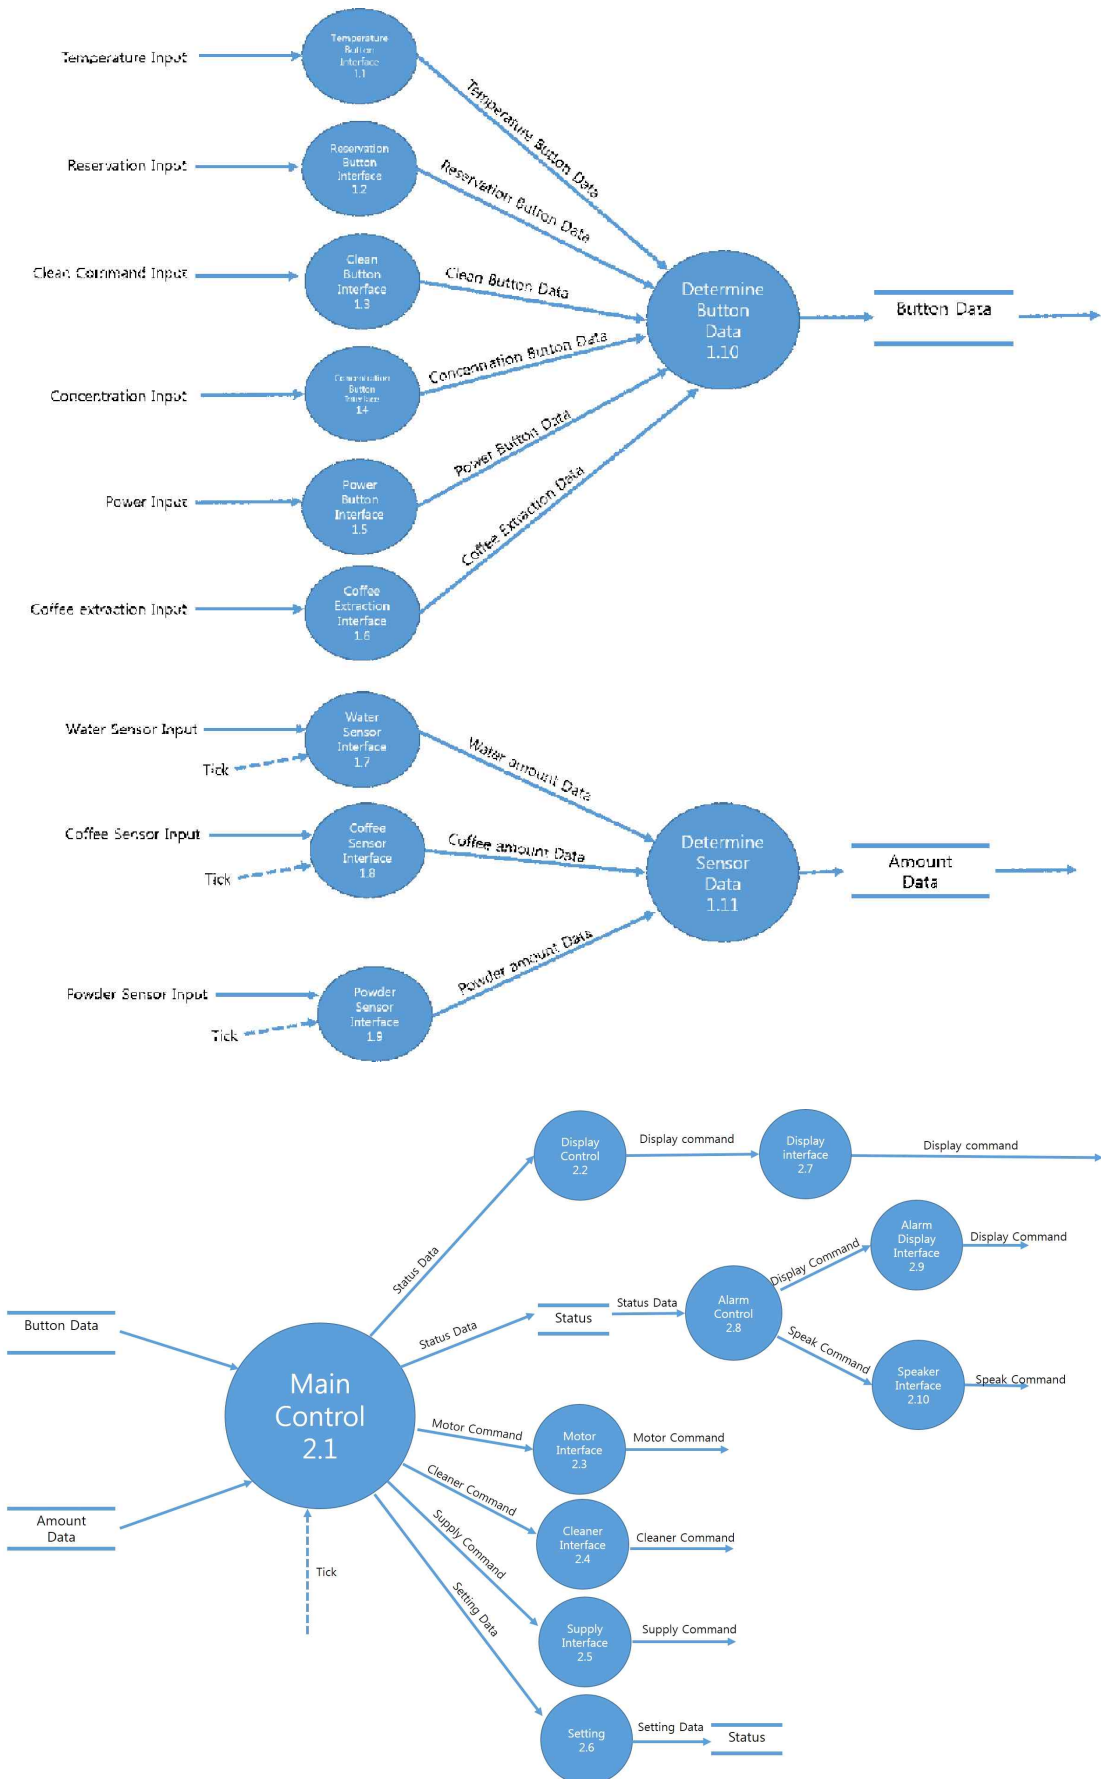 Temperature Input
Temperature
Button
Interface
1.1
Temperature Button Data
Reservation Input
Reservation
Button
Interface
1.2
Reservation Button Data
Clean Command Input
Clean
Button
Interface
1.3
Clean Button Data
Concentration Input
Concentration
Button
Interface
1.4
Concennation Button Data
Power Input
Power
Button
Interface
1.5
Power Button Data
Coffee extraction Input
Coffee
Extraction
Interface
1.6
Coffee Extraction Data
Determine
Button
Data
1.10
Button Data
Water Sensor Input
Tick
Water
Sensor
Interface
1.7
Water amount Data
Coffee Sensor Input
Tick
Coffee
Sensor
Interface
1.8
Coffee amount Data
Powder Sensor Input
Tick
Powder
Sensor
Interface
1.9
Powder amount Data
Determine
Sensor
Data
1.11
Amount
Data
Button Data
Amount
Data
Tick
Main
Control
2.1
Status Data
Display
Control
2.2
Display command
Display
interface
2.7
Display command
Status Data
Status
Status Data
Alarm
Control
2.8
Display Command
Alarm
Display
Interface
2.9
Display Command
Speak Command
Speaker
Interface
2.10
Speak Command
Motor Command
Motor
Interface
2.3
Motor Command
Cleaner Command
Cleaner
Interface
2.4
Cleaner Command
Supply Command
Supply
Interface
2.5
Supply Command
Setting Data
Setting
2.6
Setting Data
Status